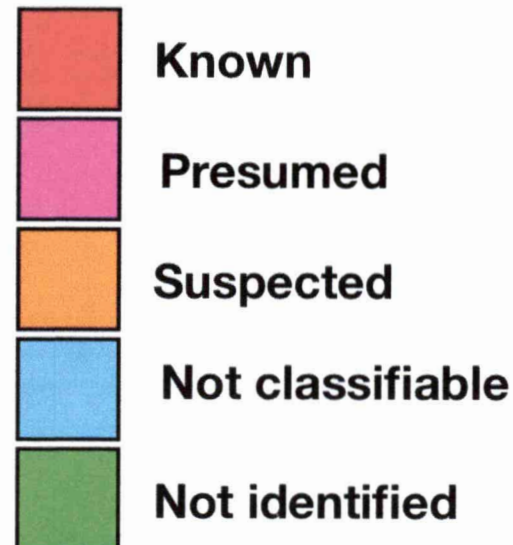 Known
Presumed
Suspected
Not classifiable
Not identified